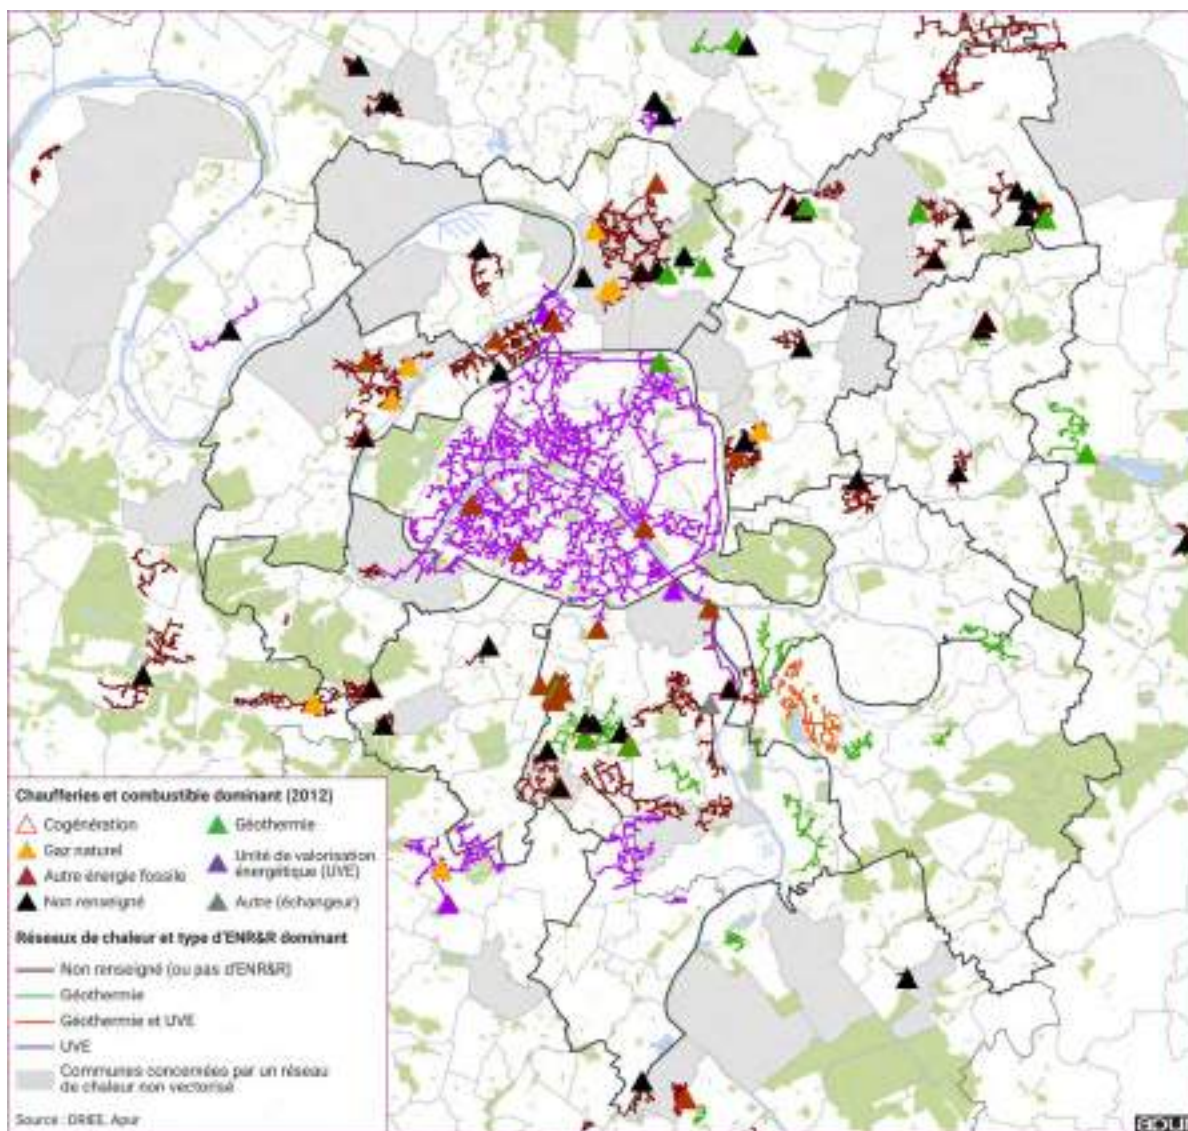 Chaufferies et combustible dominant (2012)
Cogénération
Géothermie
Gaz naturel
Unité de valorisation
énergétique (UVE)
Autre énergie fossile
Non renseigné
Autre (échangeur)
Réseaux de chaleur et type d'ENR&R dominant
Non renseigné (ou pas d'ENR&R)
Géothermie
Géothermie et UVE
UVE
Communes concernées par un réseau
de chaleur non vectorisé
Source : DRIEE, Apur